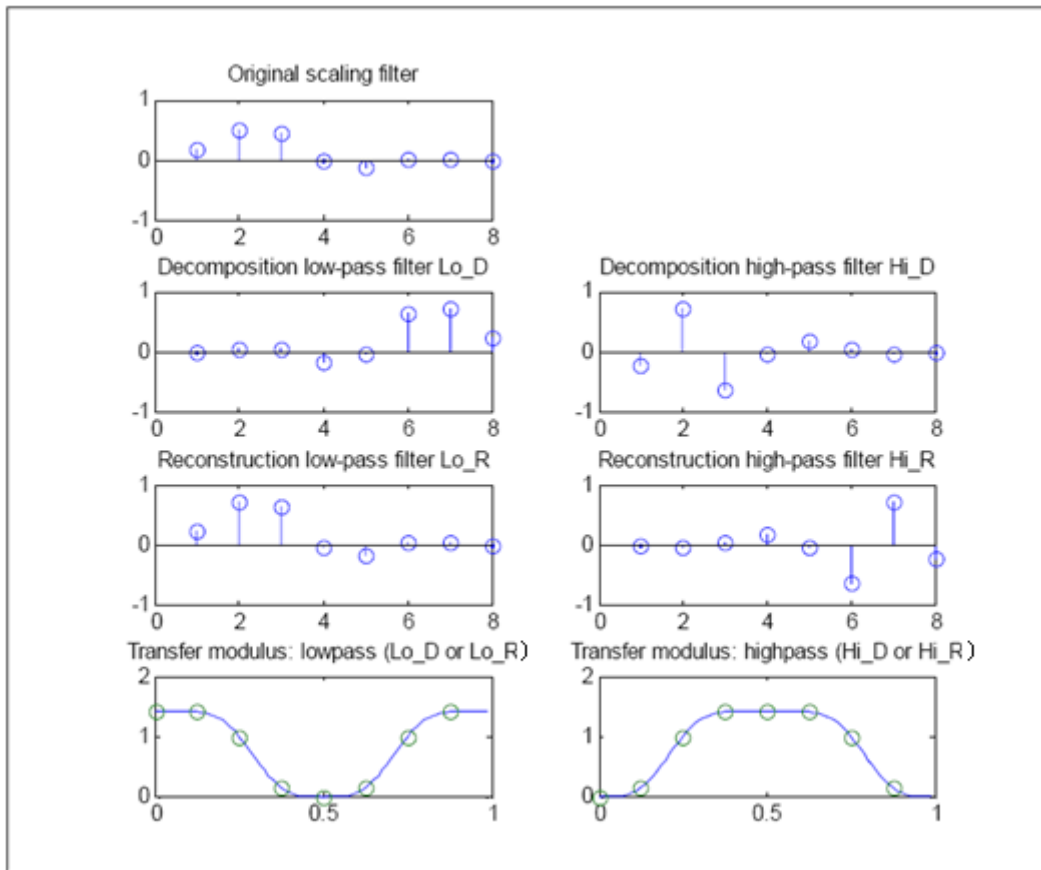 Original scaling filter
1
0
-1
0 2 4 6 8
Decomposition low-pass filter Lo_D
1
0
-1
0 2 4 6 8
Decomposition high-pass filter Hi_D
1
0
-1
0 2 4 6 8
Reconstruction low-pass filter Lo_R
1
0
-1
0 2 4 6 8
Reconstruction high-pass filter Hi_R
1
0
-1
0 2 4 6 8
Transfer modulus: lowpass (Lo_D or Lo_R)
2
1
0
0 0.5 1
Transfer modulus: highpass (Hi_D or Hi_R)
2
1
0
0 0.5 1